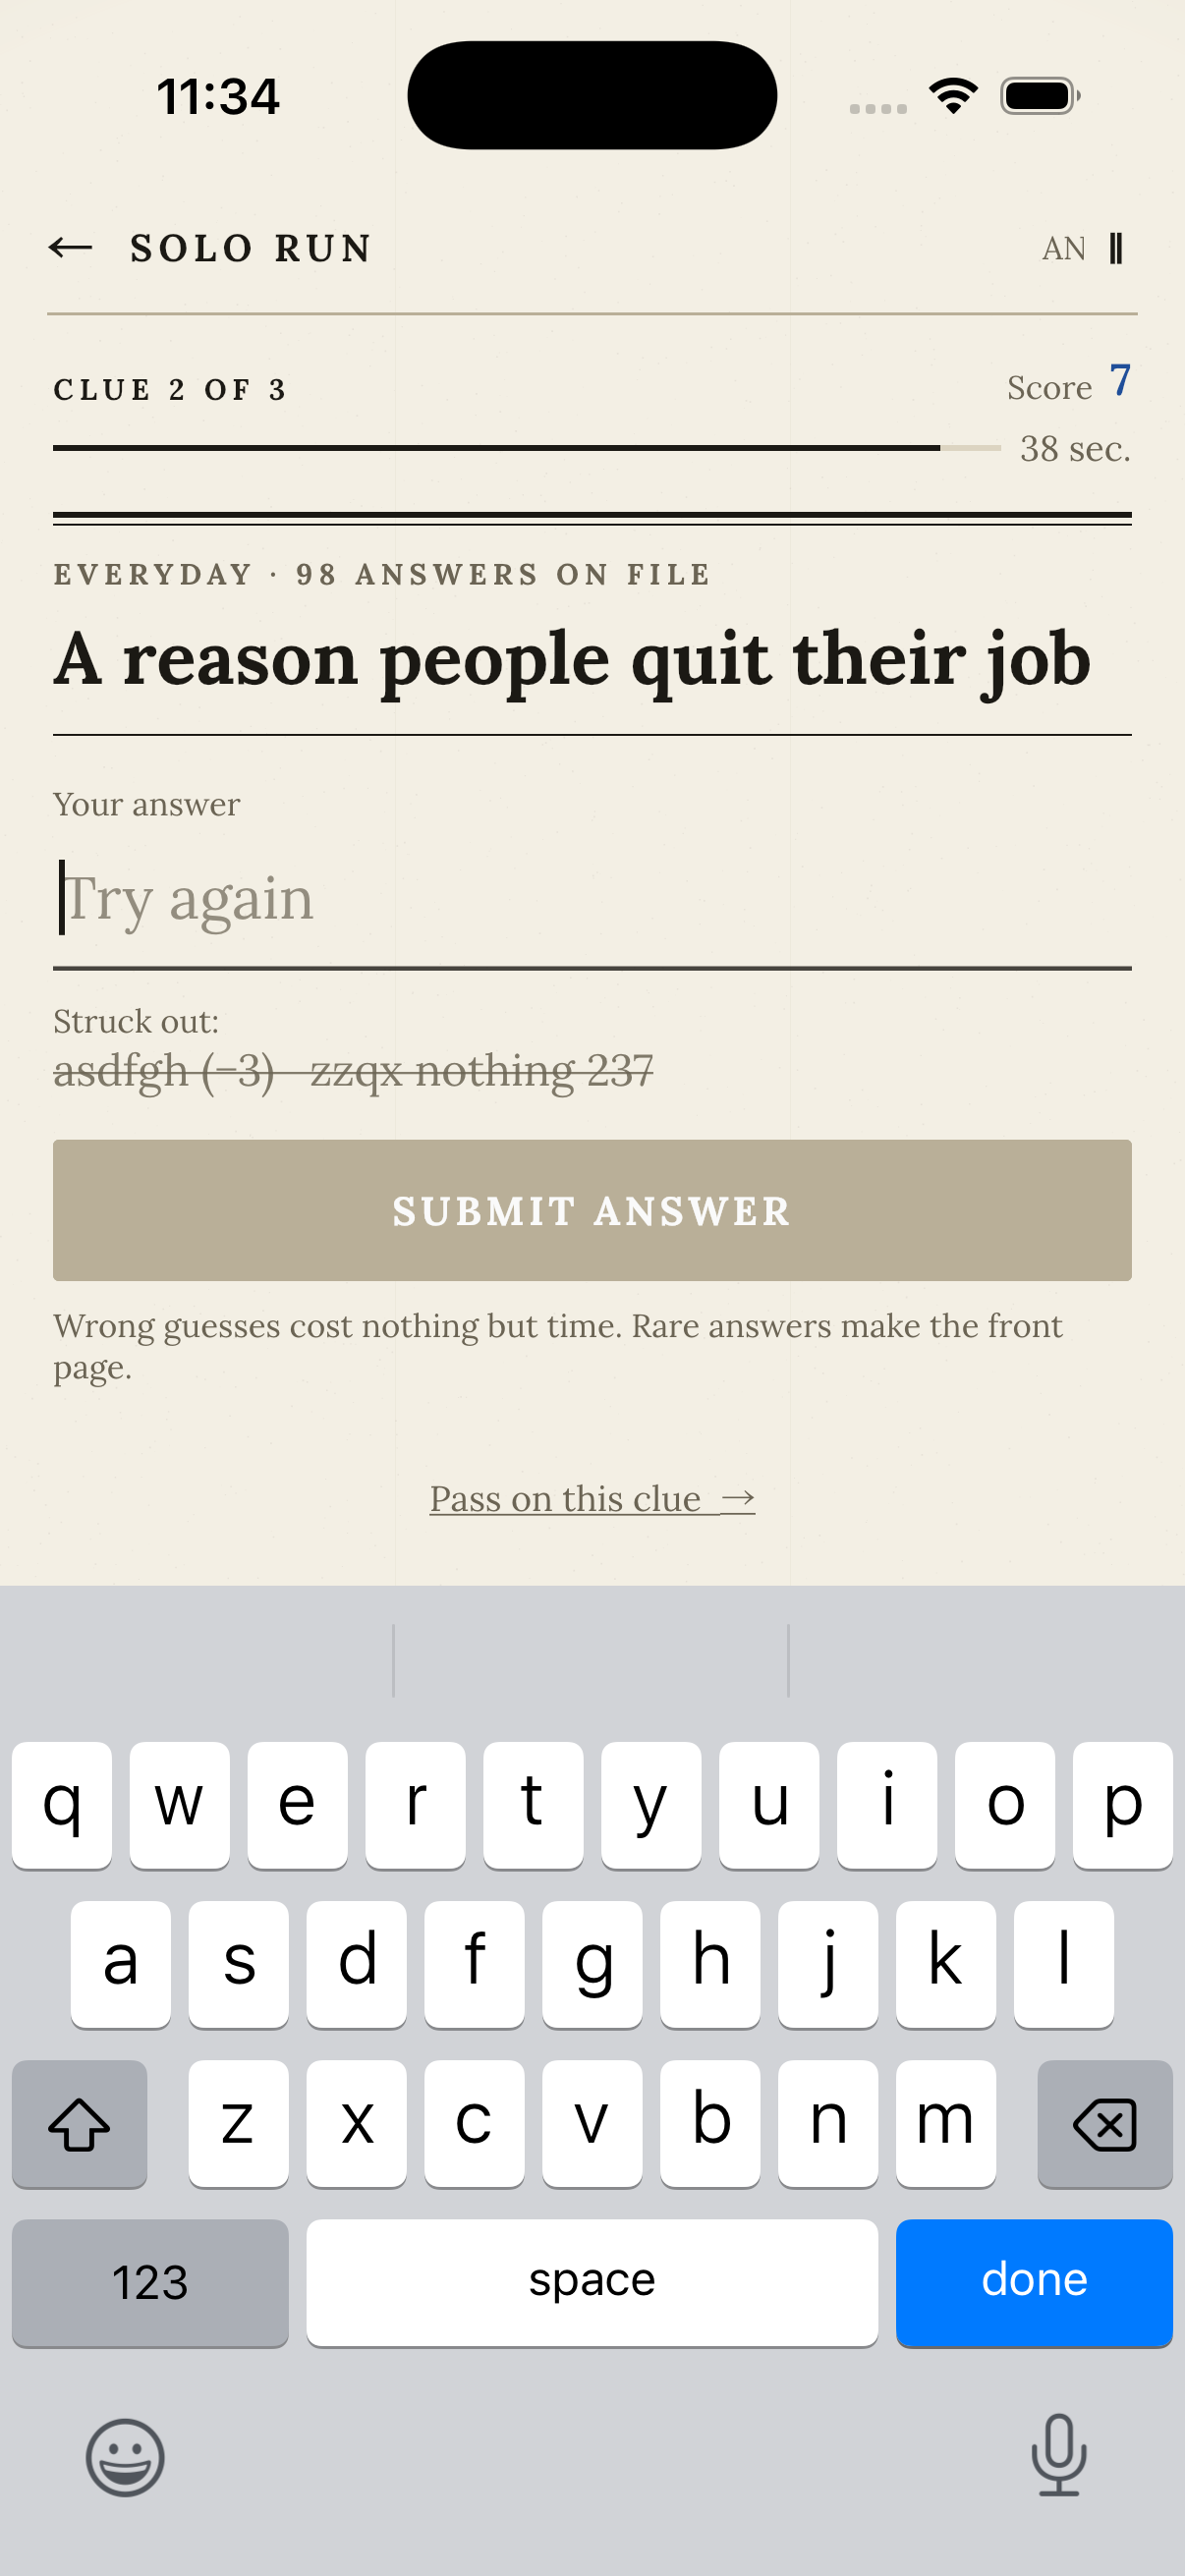 11:34
← SOLO RUN AN
CLUE 2 OF 3 Score 7
38 sec.
EVERYDAY · 98 ANSWERS ON FILE
A reason people quit their job
Your answer
Try again
Struck out:
asdfgh (−3) zzqx nothing 237
SUBMIT ANSWER
Wrong guesses cost nothing but time. Rare answers make the front
page.
Pass on this clue →
q w e r t y u i o p
a s d f g h j k l
z x c v b n m
123 space done